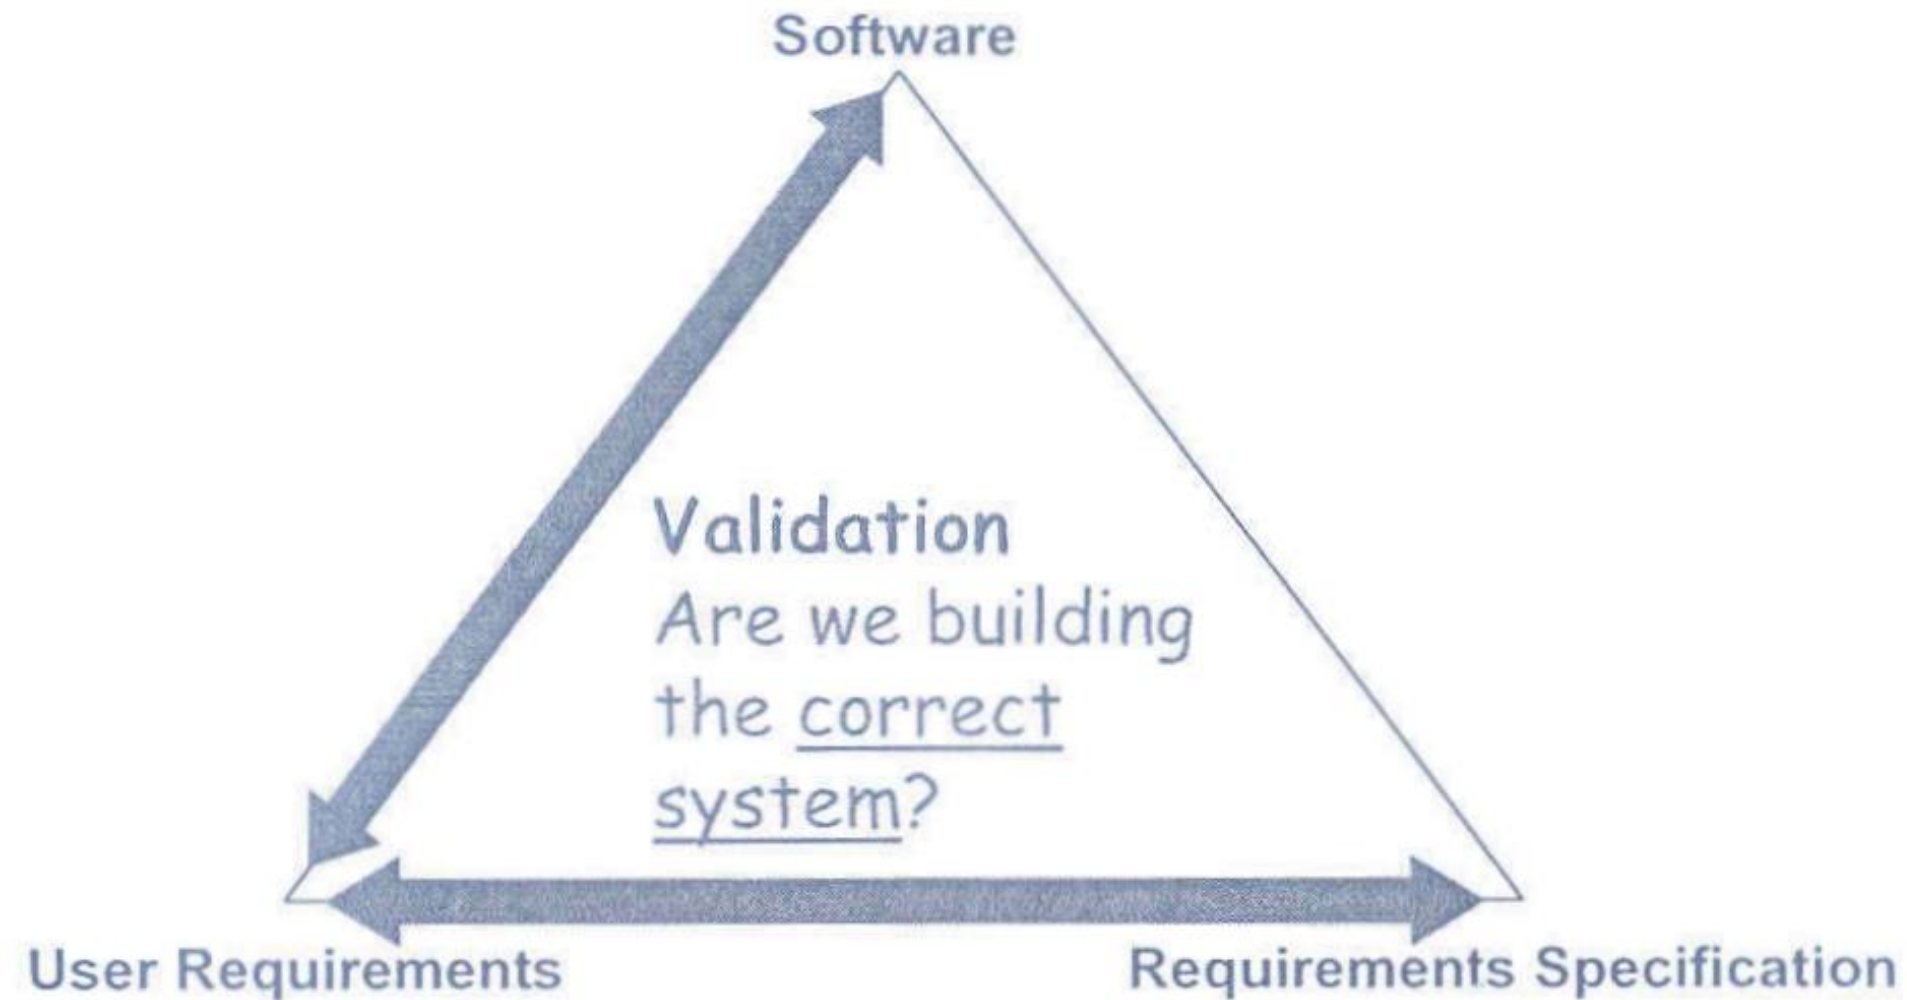 Software
Validation
Are we building
the correct
system?
User Requirements
Requirements Specification